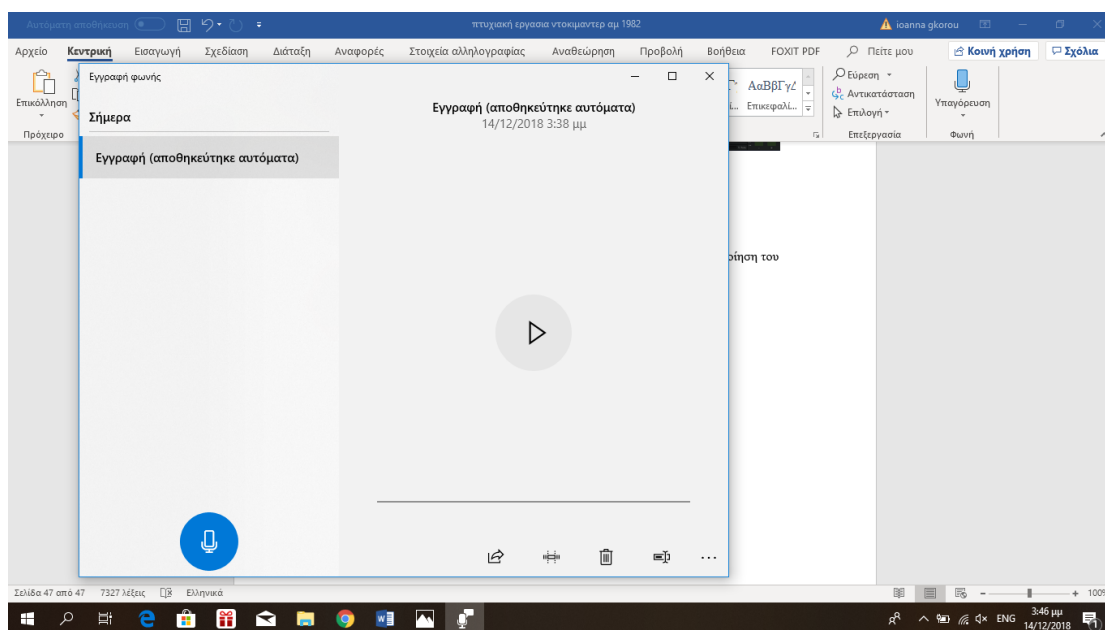 Αυτόματη αποθήκευση
πτυχιακή εργασια ντοκιμαντερ αμ 1982
ioanna gkorou
Αρχείο Κεντρική Εισαγωγή Σχεδίαση Διάταξη Αναφορές Στοιχεία αλληλογραφίας Αναθεώρηση Προβολή Βοήθεια FOXIT PDF Πείτε μου Κοινή χρήση Σχόλια
Επικόλληση
Πρόχειρο
Εγγραφή φωνής
Σήμερα
Εγγραφή (αποθηκεύτηκε αυτόματα)
Εγγραφή (αποθηκεύτηκε αυτόματα)
14/12/2018 3:38 μμ
ΑαΒβΓγΔ
Επικεφαλί...
Εύρεση
Αντικατάσταση
Επιλογή
Επεξεργασία
Υπαγόρευση
Φωνή
οίηση του
Σελίδα 47 από 47 7327 λέξεις Ελληνικά
100%
ENG
3:46 μμ
14/12/2018